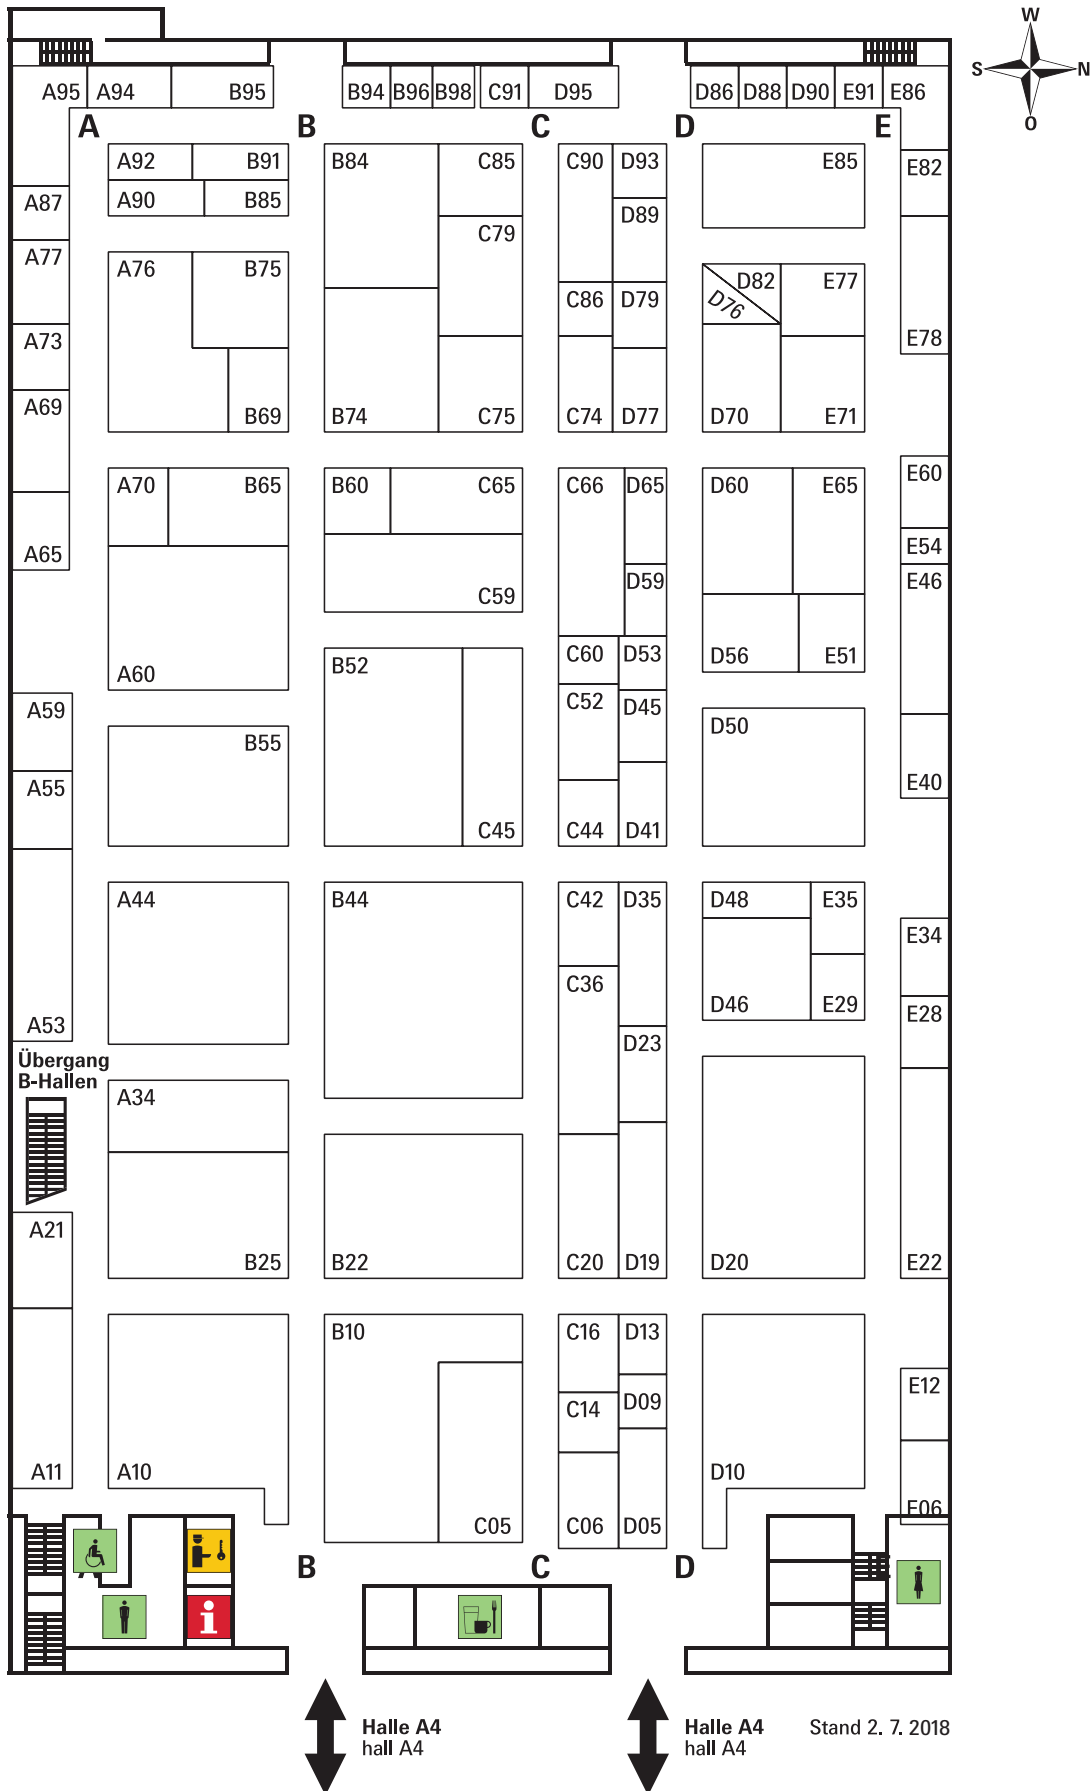 W
S N
O
A95 A94 B95 B94 B96 B98 C91 D95 D86 D88 D90 E91 E86
A B C D E
A92 B91 B84 C85 C90 D93 E85 E82
A90 B85 D89
A87
C79
A77 A76 B75 D82 E77
C86 D79 D76
A73 E78
A69 B69 B74 C75 C74 D77 D70 E71
A70 B65 B60 C65 C66 D65 D60 E65 E60
A65 E54
D59 E46
C59
A60 B52 C60 D53 D56 E51
A59 C52 D45
B55 D50
A55 E40
C45 C44 D41
A44 B44 C42 D35 D48 E35
E34
C36
A53 D46 E29 E28
D23
Übergang
B-Hallen
A34
A21
B25 B22 C20 D19 D20 E22
B10 C16 D13
E12
C14 D09
A11 A10 D10
E06
C05 C06 D05
B C D E
A
i
Halle A4
hall A4
Halle A4
hall A4
Stand 2. 7. 2018